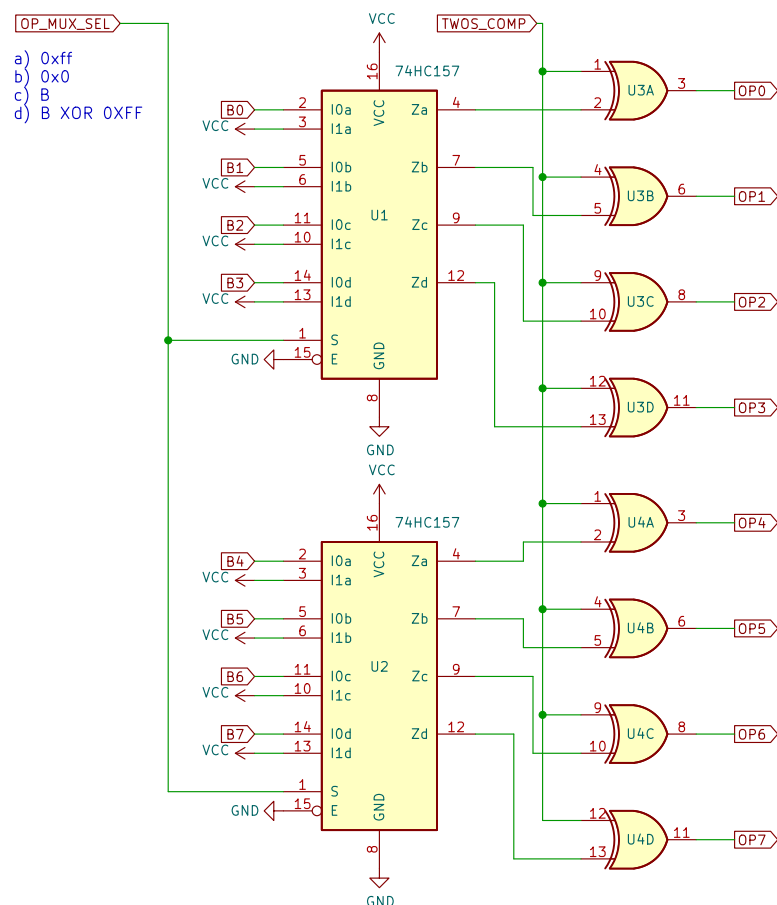 OP_MUX_SEL
a) 0xff
b) 0x0
c) B
d) B XOR 0XFF
VCC
16
74HC157
VCC
B0 2 I0a Za 4
VCC 3 I1a
B1 5 I0b Zb 7
VCC 6 I1b
U1
B2 11 I0c Zc 9
VCC 10 I1c
B3 14 I0d Zd 12
VCC 13 I1d
1 S
GND 15 E
GND
8
GND
VCC
16
74HC157
VCC
B4 2 I0a Za 4
VCC 3 I1a
B5 5 I0b Zb 7
VCC 6 I1b
U2
B6 11 I0c Zc 9
VCC 10 I1c
B7 14 I0d Zd 12
VCC 13 I1d
1 S
GND 15 E
GND
8
GND
TWOS_COMP
1
2
U3A
3
OP0
4
5
U3B
6
OP1
9
10
U3C
8
OP2
12
13
U3D
11
OP3
1
2
U4A
3
OP4
4
5
U4B
6
OP5
9
10
U4C
8
OP6
12
13
U4D
11
OP7